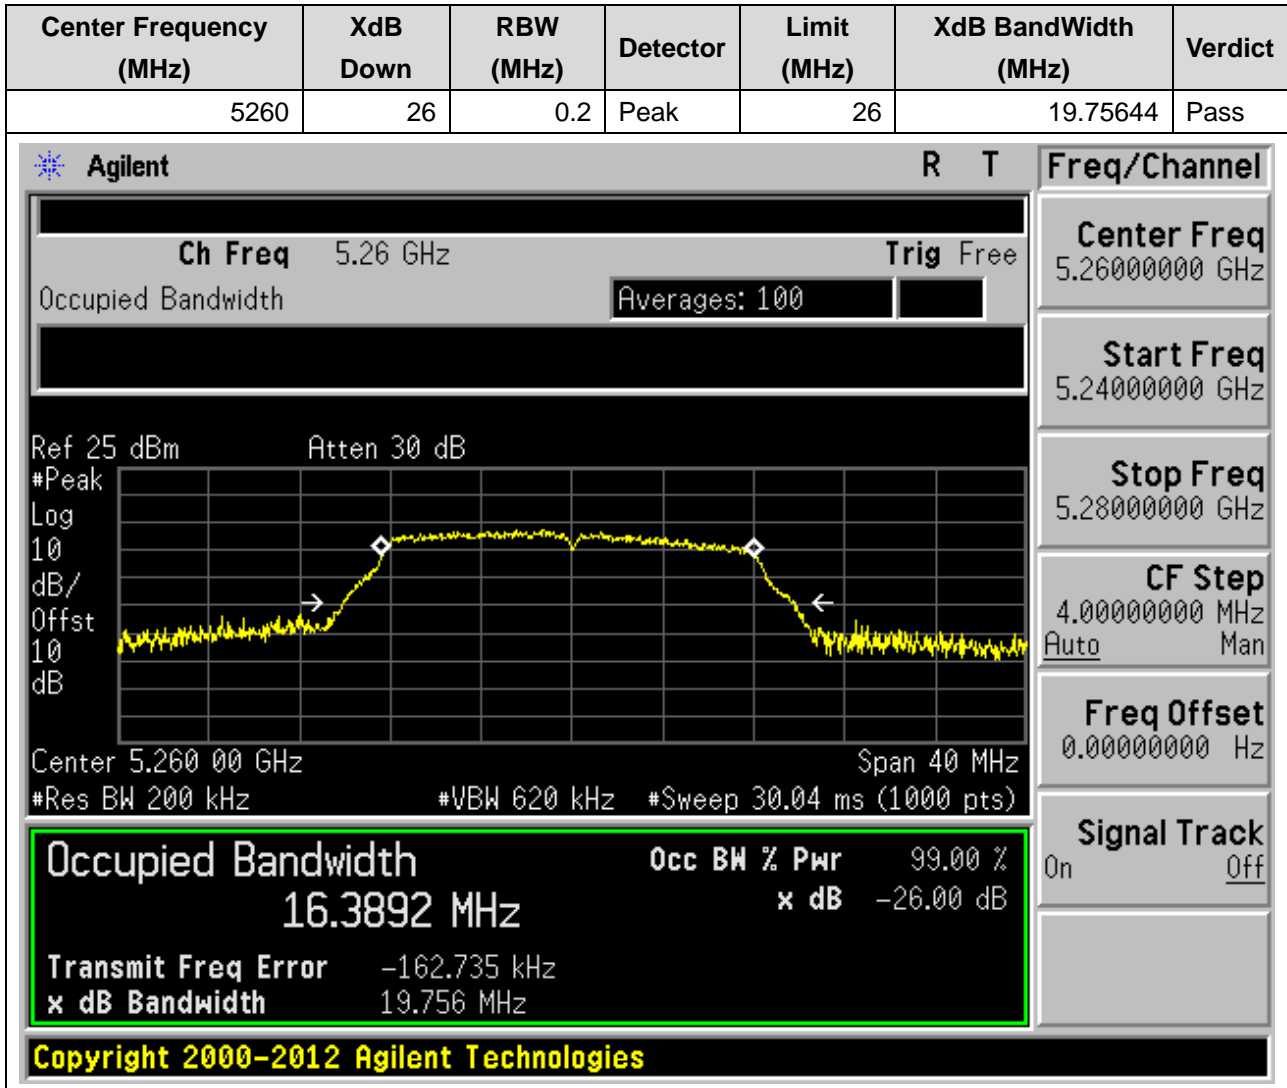 Center Frequency (MHz) XdB Down RBW (MHz) Detector Limit (MHz) XdB BandWidth (MHz) Verdict
5260 26 0.2 Peak 26 19.75644 Pass
Agilent R T Freq/Channel
Ch Freq 5.26 GHz Trig Free
Occupied Bandwidth Averages: 100
Center Freq
5.26000000 GHz
Start Freq
5.24000000 GHz
Stop Freq
5.28000000 GHz
CF Step
4.00000000 MHz
Auto Man
Freq Offset
0.00000000 Hz
Signal Track
On Off
Ref 25 dBm Atten 30 dB
#Peak
Log
10
dB/
Offst
10
dB
Center 5.260 00 GHz Span 40 MHz
#Res BW 200 kHz #VBW 620 kHz #Sweep 30.04 ms (1000 pts)
Occupied Bandwidth Occ BW % Pwr 99.00 %
16.3892 MHz x dB -26.00 dB
Transmit Freq Error -162.735 kHz
x dB Bandwidth 19.756 MHz
Copyright 2000-2012 Agilent Technologies